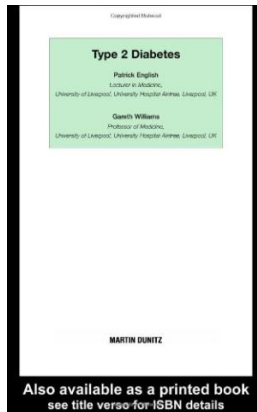 Copyrighted Material
Type 2 Diabetes
Patrick English
Lecturer in Medicine,
University of Liverpool, University Hospital Aintree, Liverpool, UK
Gareth Williams
Professor of Medicine,
University of Liverpool, University Hospital Aintree, Liverpool, UK
MARTIN DUNITZ
Also available as a printed book
see title verso for ISBN details